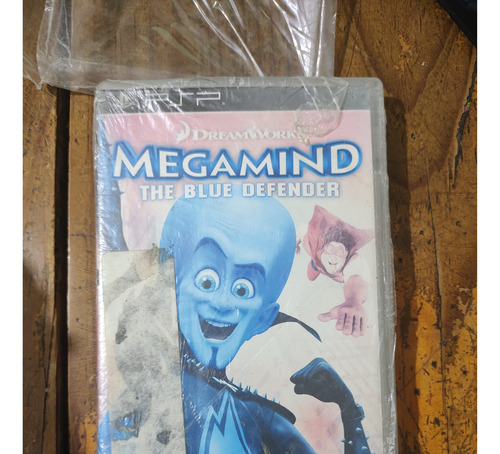 PSP
DREAMWORKS
MEGAMIND
THE BLUE DEFENDER